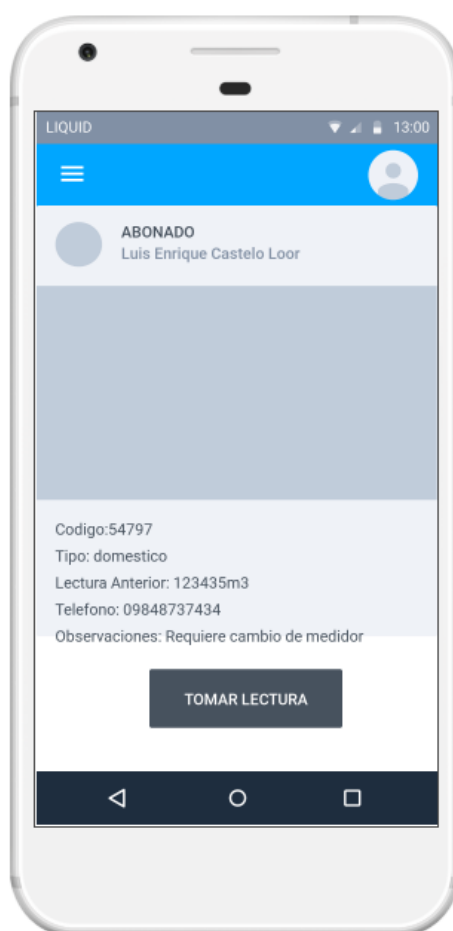 LIQUID 13:00
ABONADO
Luis Enrique Castelo Loor
Codigo:54797
Tipo: domestico
Lectura Anterior: 123435m3
Telefono: 09848737434
Observaciones: Requiere cambio de medidor
TOMAR LECTURA